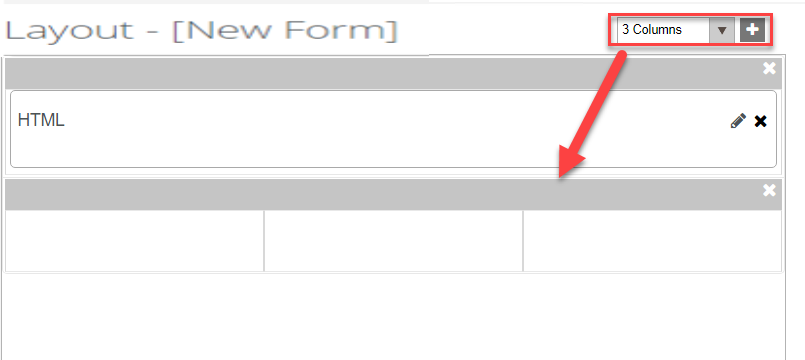 Layout - [New Form]
3 Columns
HTML